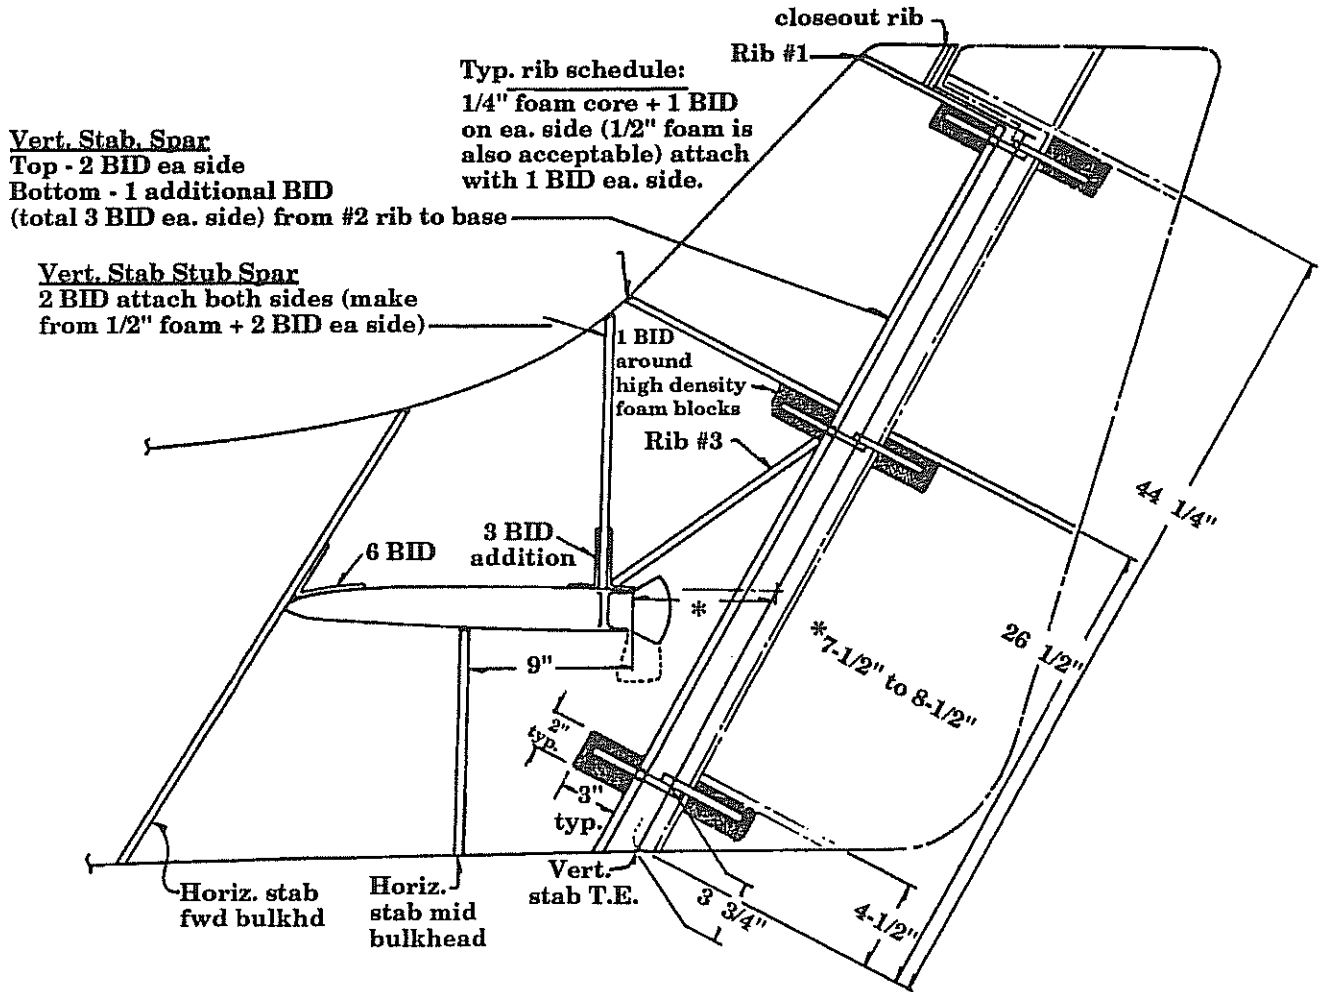 closeout rib
Rib #1
Typ. rib schedule:
1/4" foam core + 1 BID
on ea. side (1/2" foam is
also acceptable) attach
with 1 BID ea. side.
Vert. Stab. Spar
Top - 2 BID ea side
Bottom - 1 additional BID
(total 3 BID ea. side) from #2 rib to base
Vert. Stab Stub Spar
2 BID attach both sides (make
from 1/2" foam + 2 BID ea side)
1 BID
around
high density
foam blocks
Rib #3
44 1/4"
6 BID
3 BID
addition
*
26 1/2"
*7-1/2" to 8-1/2"
9"
2"
typ.
3"
typ.
Vert.
stab T.E.
Horiz. stab
fwd bulkhd
Horiz.
stab mid
bulkhead
3 3/4"
4-1/2"